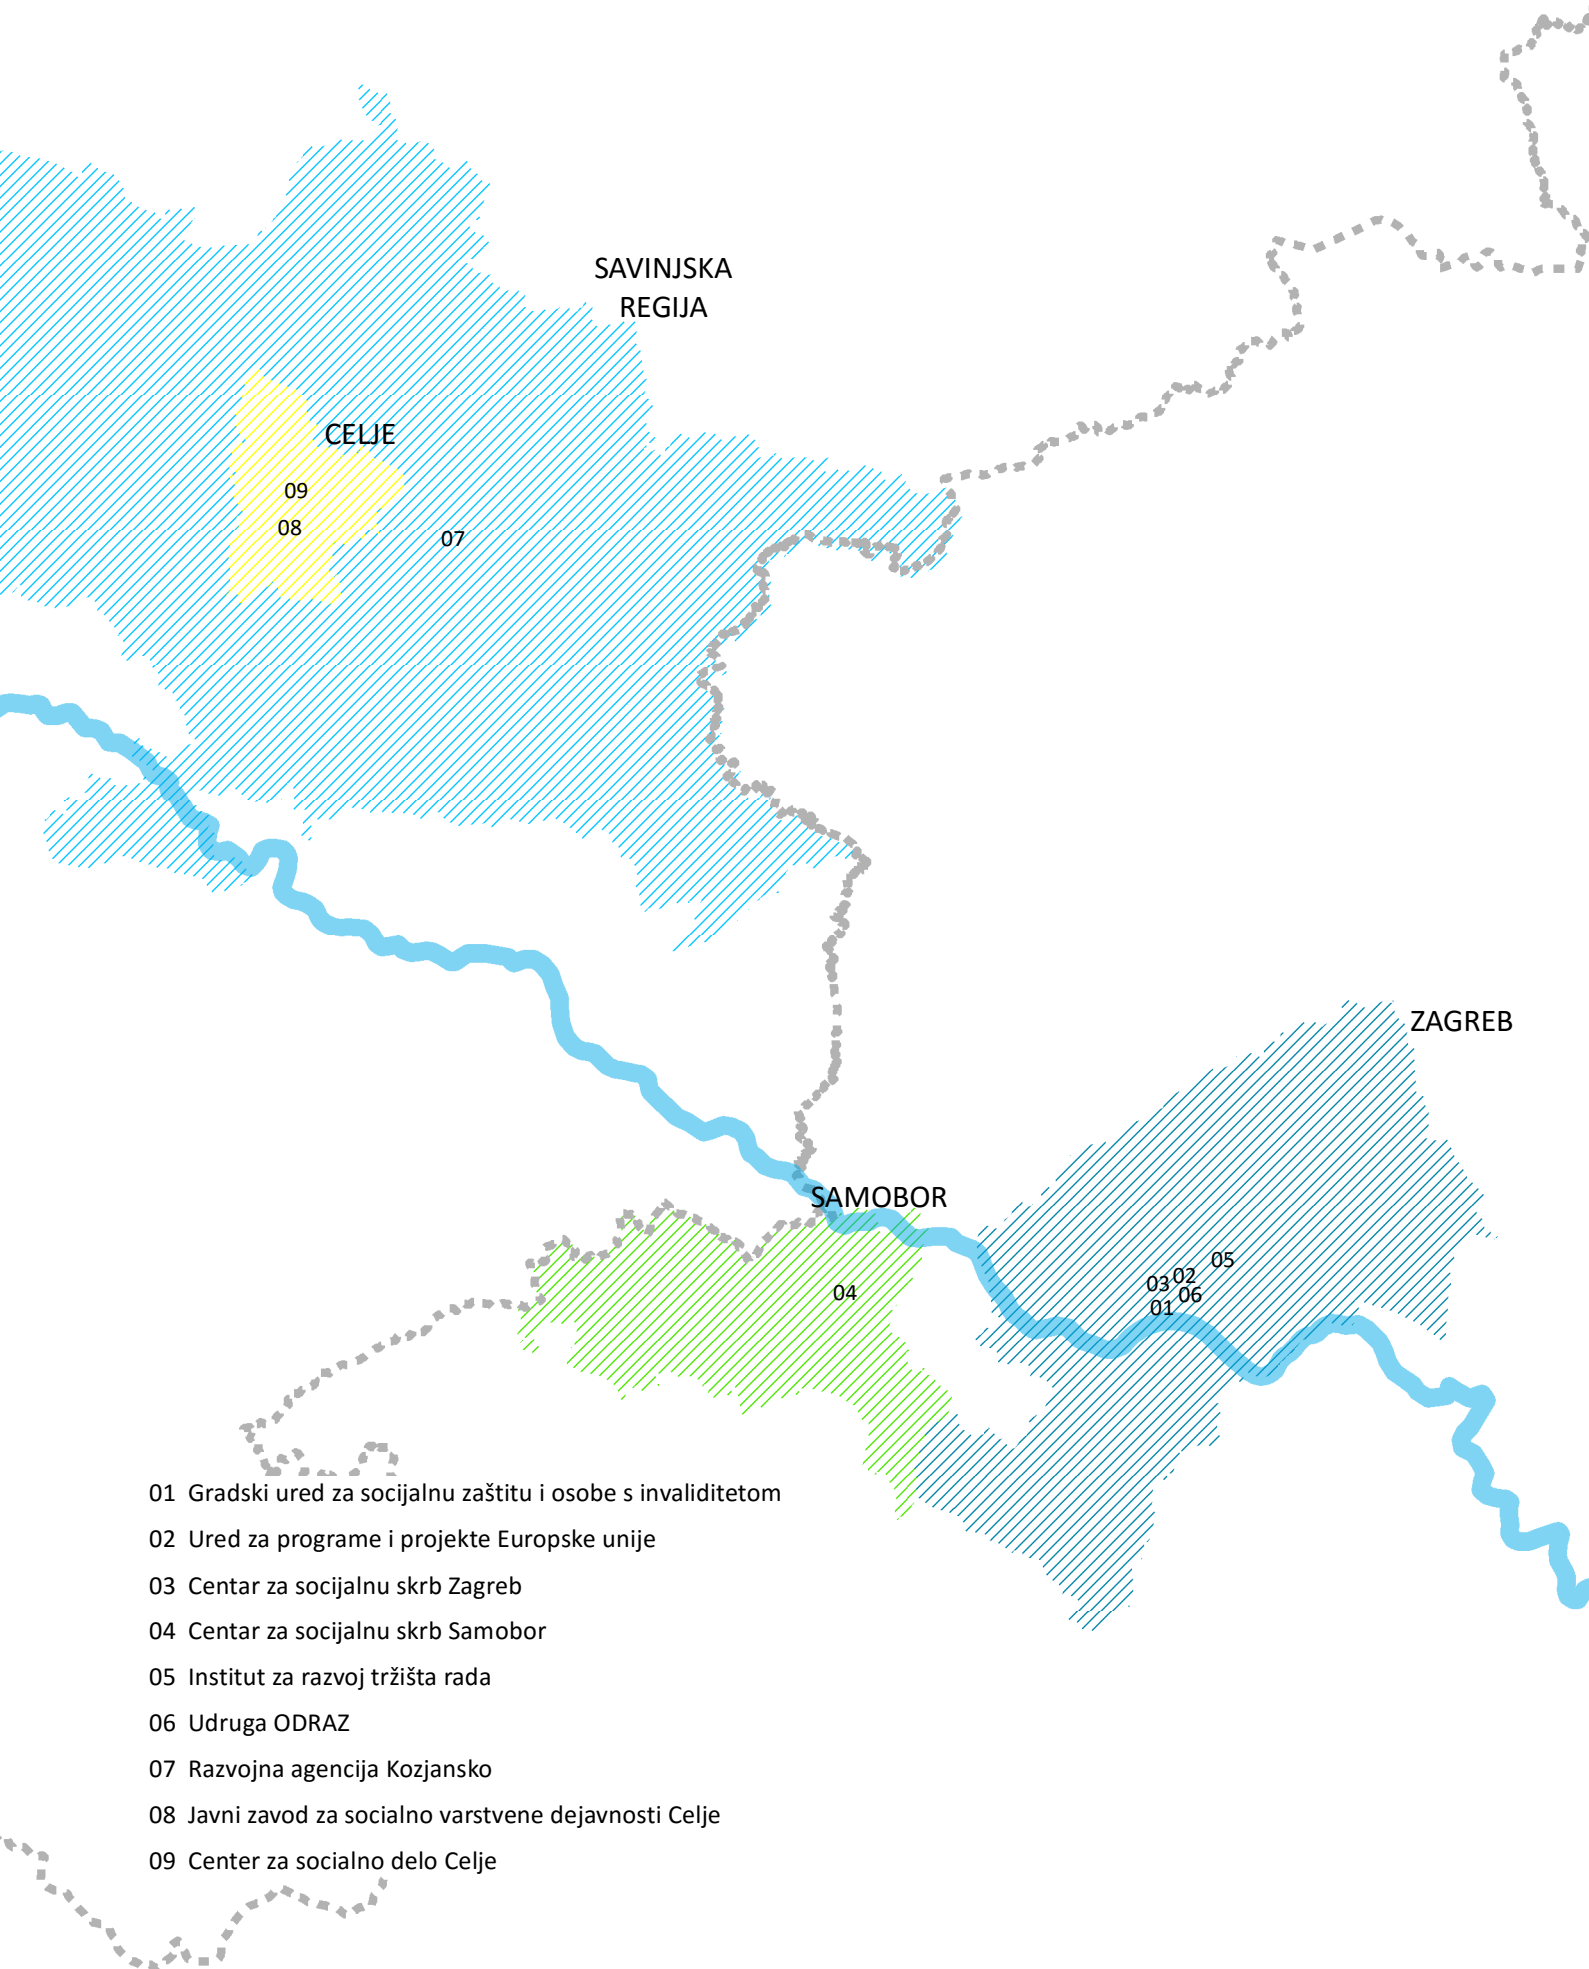 SAVINJSKA
REGIJA
CELJE
09
08
07
ZAGREB
SAMOBOR
05
02
03
04
06
01
01 Gradski ured za socijalnu zaštitu i osobe s invaliditetom
02 Ured za programe i projekte Europske unije
03 Centar za socijalnu skrb Zagreb
04 Centar za socijalnu skrb Samobor
05 Institut za razvoj tržišta rada
06 Udruga ODRAZ
07 Razvojna agencija Kozjansko
08 Javni zavod za socialno varstvene dejavnosti Celje
09 Center za socialno delo Celje